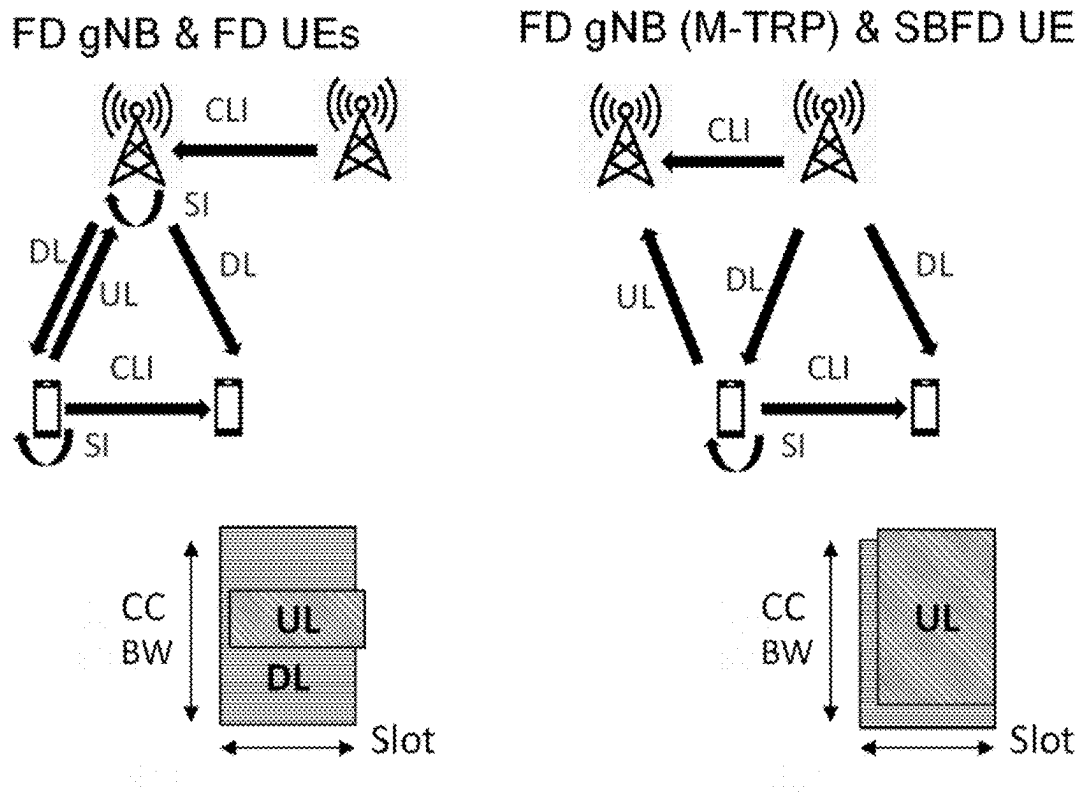 FD gNB & FD UEs
CLI
SI
DL
UL
DL
CLI
SI
CC
BW
UL
DL
Slot
FD gNB (M-TRP) & SBFD UE
CLI
UL
DL
DL
CLI
SI
CC
BW
UL
Slot